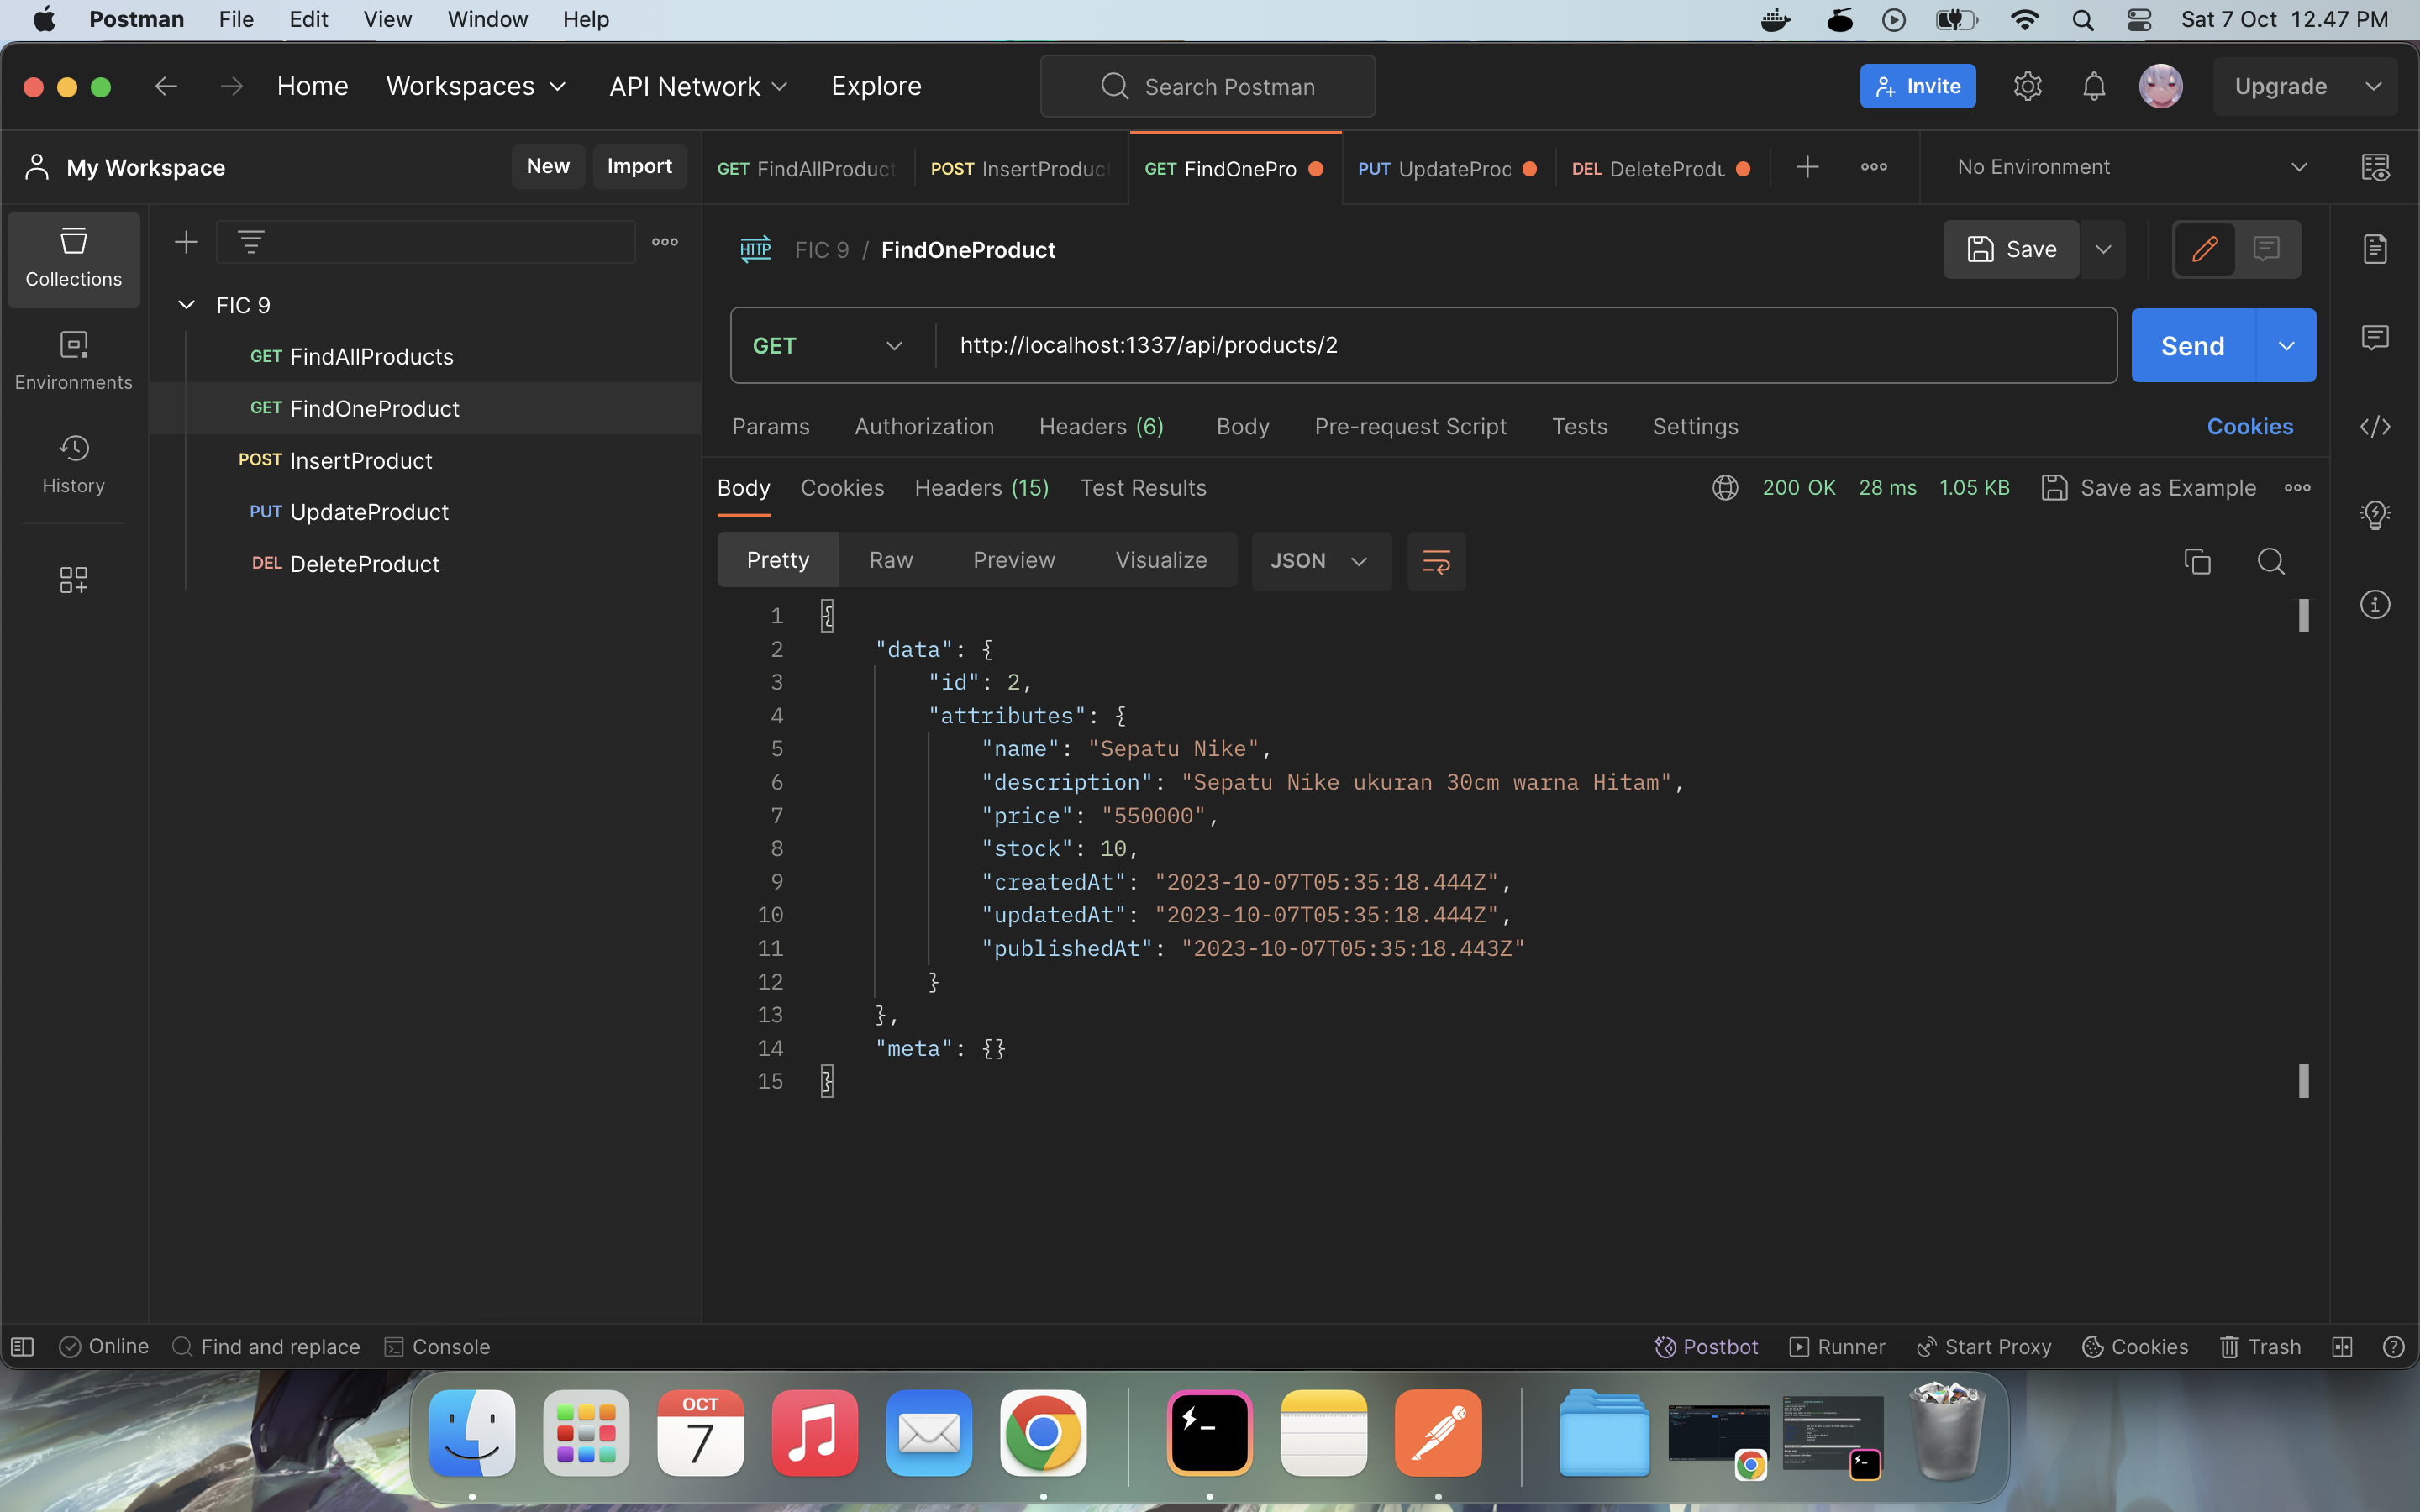 Postman File Edit View Window Help Sat 7 Oct 12.47 PM
Home Workspaces API Network Explore Search Postman Invite Upgrade
My Workspace New Import GET FindAllProduct POST InsertProduct GET FindOnePro PUT UpdateProc DEL DeleteProdu No Environment
Collections
HTTP FIC 9 / FindOneProduct Save
FIC 9
GET http://localhost:1337/api/products/2 Send
GET FindAllProducts
Environments
GET FindOneProduct
Params Authorization Headers (6) Body Pre-request Script Tests Settings Cookies
POST InsertProduct
History
Body Cookies Headers (15) Test Results 200 OK 28 ms 1.05 KB Save as Example
PUT UpdateProduct
DEL DeleteProduct
Pretty Raw Preview Visualize JSON
1 {
2 "data": {
3 "id": 2,
4 "attributes": {
5 "name": "Sepatu Nike",
6 "description": "Sepatu Nike ukuran 30cm warna Hitam",
7 "price": "550000",
8 "stock": 10,
9 "createdAt": "2023-10-07T05:35:18.444Z",
10 "updatedAt": "2023-10-07T05:35:18.444Z",
11 "publishedAt": "2023-10-07T05:35:18.443Z"
12 }
13 },
14 "meta": {}
15 }
Online Find and replace Console Postbot Runner Start Proxy Cookies Trash
OCT
7